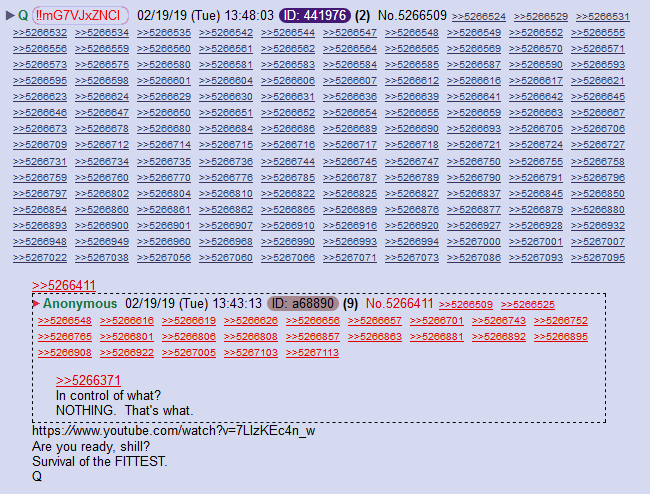 Q !!mG7VJxZNCI 02/19/19 (Tue) 13:48:03 ID: 441976 (2) No.5266509 >>5266524 >>5266529 >>5266531
>>5266532 >>5266534 >>5266535 >>5266542 >>5266544 >>5266547 >>5266548 >>5266549 >>5266552 >>5266555
>>5266556 >>5266558 >>5266560 >>5266561 >>5266562 >>5266564 >>5266565 >>5266569 >>5266570 >>5266571
>>5266573 >>5266575 >>5266580 >>5266581 >>5266583 >>5266584 >>5266585 >>5266587 >>5266590 >>5266593
>>5266595 >>5266598 >>5266601 >>5266604 >>5266606 >>5266607 >>5266612 >>5266616 >>5266617 >>5266621
>>5266623 >>5266624 >>5266629 >>5266630 >>5266631 >>5266636 >>5266639 >>5266641 >>5266642 >>5266645
>>5266646 >>5266647 >>5266650 >>5266651 >>5266652 >>5266654 >>5266655 >>5266659 >>5266663 >>5266667
>>5266673 >>5266678 >>5266680 >>5266684 >>5266686 >>5266689 >>5266690 >>5266693 >>5266705 >>5266706
>>5266709 >>5266712 >>5266714 >>5266715 >>5266716 >>5266717 >>5266718 >>5266721 >>5266724 >>5266727
>>5266731 >>5266734 >>5266735 >>5266736 >>5266744 >>5266745 >>5266747 >>5266750 >>5266755 >>5266758
>>5266759 >>5266760 >>5266770 >>5266776 >>5266785 >>5266787 >>5266789 >>5266790 >>5266791 >>5266796
>>5266797 >>5266802 >>5266804 >>5266810 >>5266822 >>5266825 >>5266827 >>5266837 >>5266845 >>5266850
>>5266854 >>5266860 >>5266861 >>5266862 >>5266865 >>5266869 >>5266876 >>5266877 >>5266879 >>5266880
>>5266893 >>5266900 >>5266901 >>5266907 >>5266910 >>5266916 >>5266920 >>5266927 >>5266930 >>5266932
>>5266948 >>5266949 >>5266960 >>5266968 >>5266990 >>5266993 >>5266994 >>5267000 >>5267001 >>5267007
>>5267022 >>5267038 >>5267056 >>5267060 >>5267066 >>5267071 >>5267073 >>5267086 >>5267093 >>5267095
>>5266411
Anonymous 02/19/19 (Tue) 13:43:13 ID: a68890 (9) No.5266411 >>5266509 >>5266525
>>5266548 >>5266616 >>5266619 >>5266626 >>5266656 >>5266657 >>5266701 >>5266743 >>5266752
>>5266765 >>5266801 >>5266806 >>5266808 >>5266857 >>5266863 >>5266881 >>5266892 >>5266895
>>5266908 >>5266922 >>5267005 >>5267103 >>5267113
>>5266371
In control of what?
NOTHING. That's what.
https://www.youtube.com/watch?v=7LIzKEc4n_w
Are you ready, shill?
Survival of the FITTEST.
Q